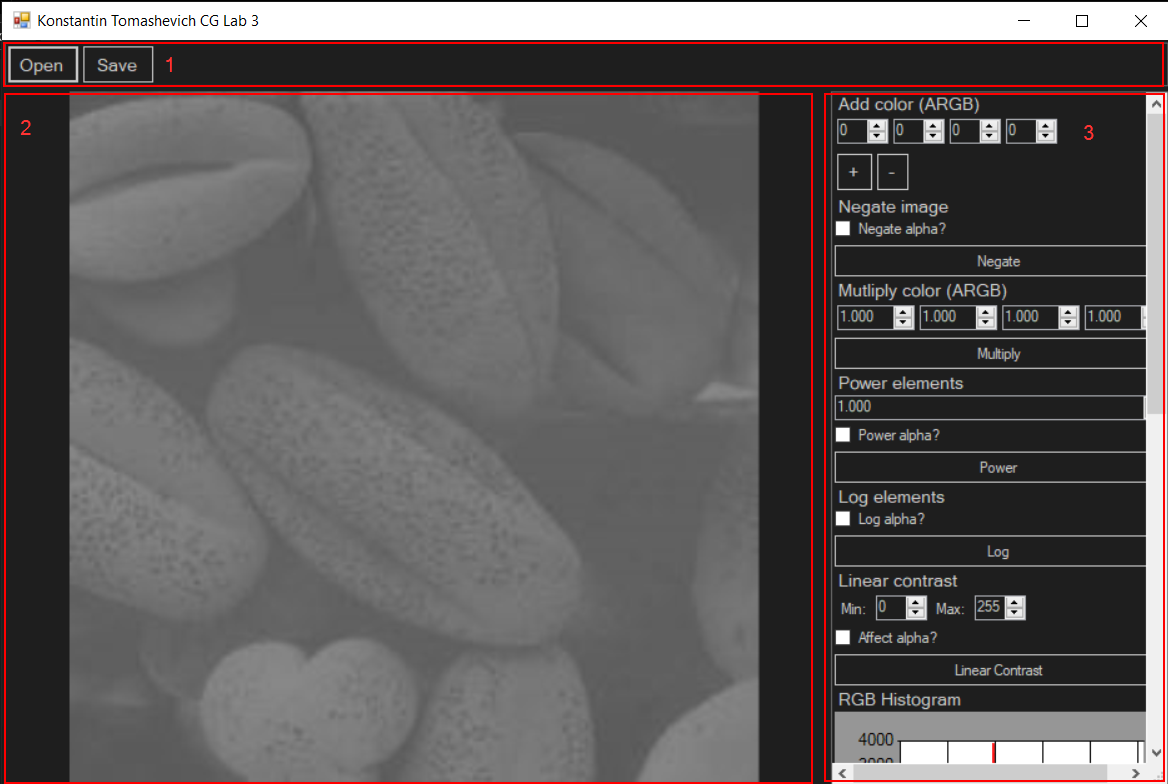 Konstantin Tomashevich CG Lab 3
Open Save 1
2
Add color (ARGB)
0 0 0 0 3
+ -
Negate image
Negate alpha?
Negate
Mutliply color (ARGB)
1.000 1.000 1.000 1.000
Multiply
Power elements
1.000
Power alpha?
Power
Log elements
Log alpha?
Log
Linear contrast
Min: 0 Max: 255
Affect alpha?
Linear Contrast
RGB Histogram
4000